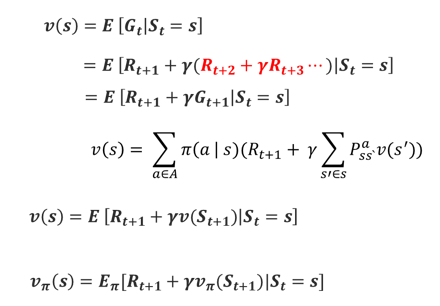 v(s) = E [G_t|S_t = s]
= E [R_{t+1} + γ(R_{t+2} + γR_{t+3} ⋯)|S_t = s]
= E [R_{t+1} + γG_{t+1}|S_t = s]
v(s) = ∑_{a∈A} π(a | s)(R_{t+1} + γ ∑_{s′∈s} P^a_{ss`} v(s′))
v(s) = E [R_{t+1} + γv(S_{t+1})|S_t = s]
v_π(s) = E_π[R_{t+1} + γv_π(S_{t+1})|S_t = s]